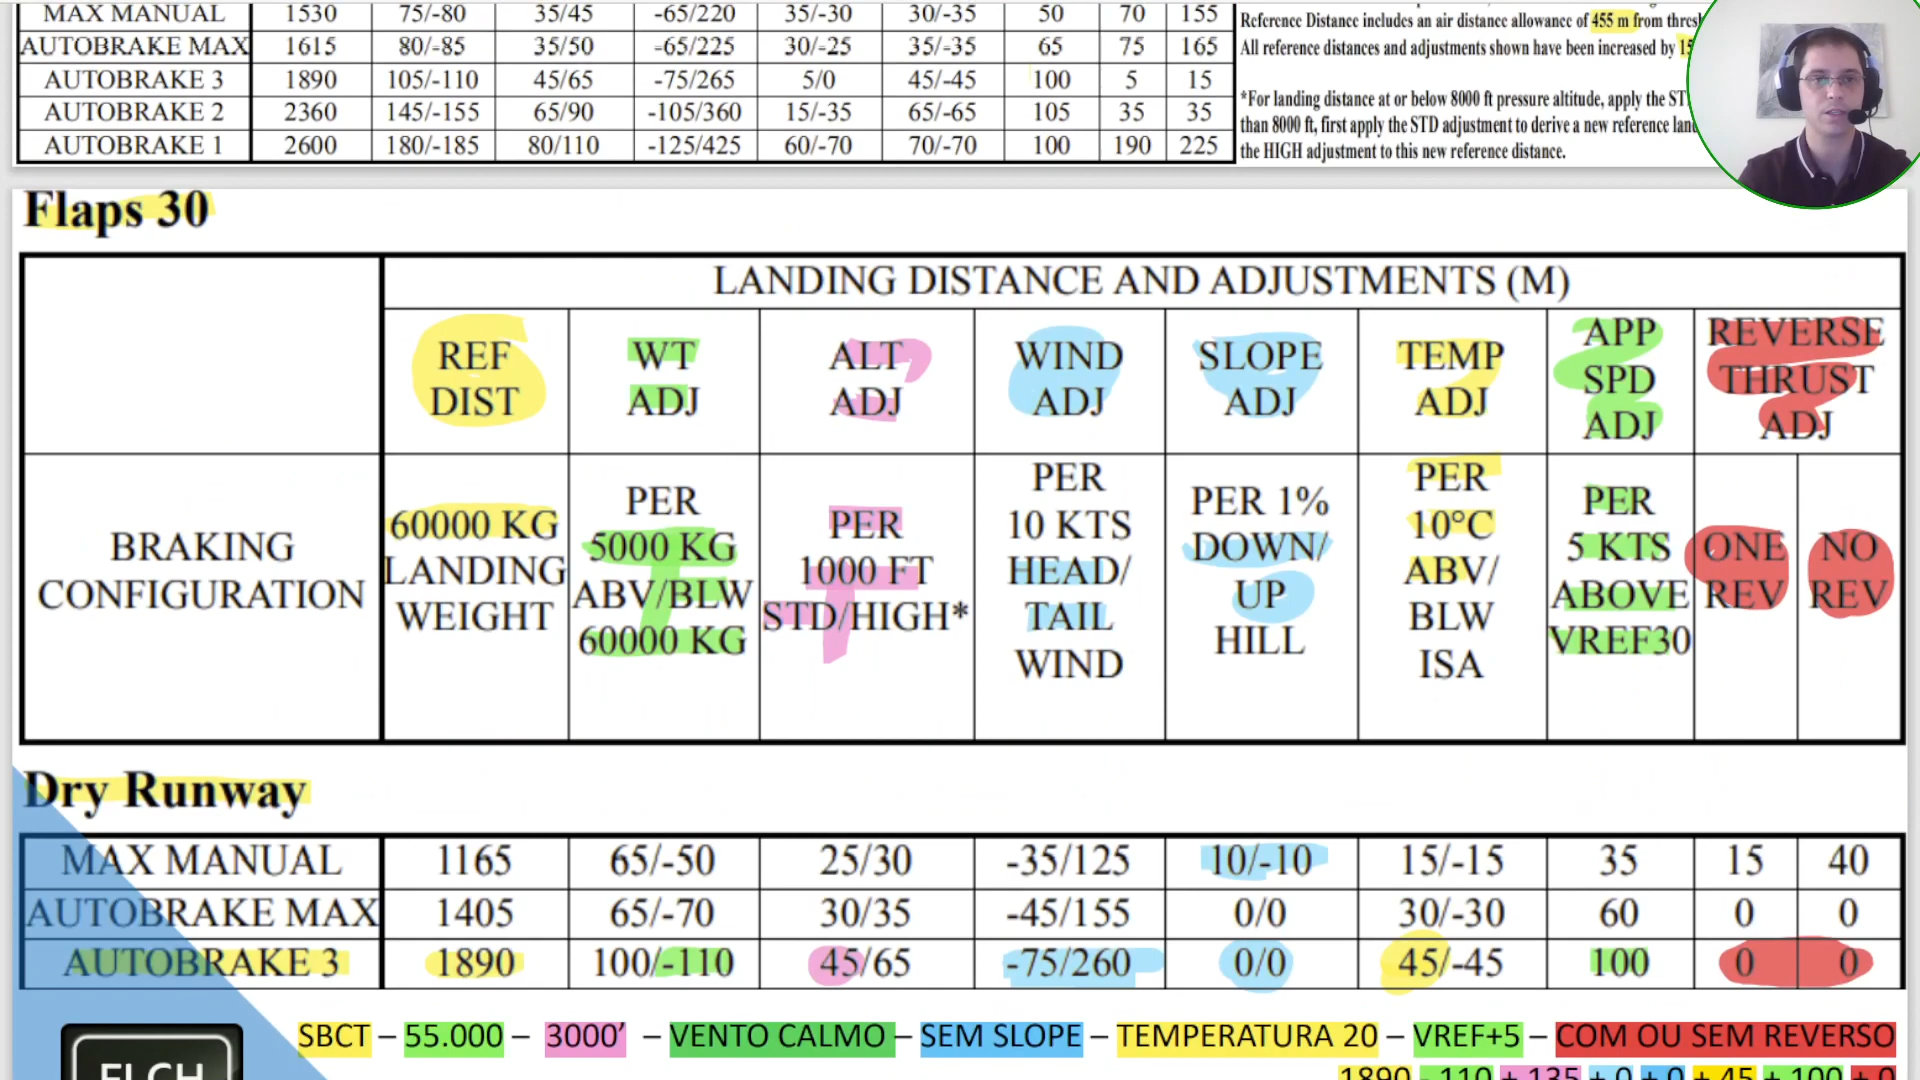 MAX MANUAL 1530 75/-80 35/45 -65/220 35/-30 30/-35 50 70 155
AUTOBRAKE MAX 1615 80/-85 35/50 -65/225 30/-25 35/-35 65 75 165
AUTOBRAKE 3 1890 105/-110 45/65 -75/265 5/0 45/-45 100 5 15
AUTOBRAKE 2 2360 145/-155 65/90 -105/360 15/-35 65/-65 105 35 35
AUTOBRAKE 1 2600 180/-185 80/110 -125/425 60/-70 70/-70 100 190 225
Reference Distance includes an air distance allowance of 455 m from
All reference distances and adjustments shown have been increased by
*For landing distance at or below 8000 ft pressure altitude, apply the
than 8000 ft, first apply the STD adjustment to derive a new reference
the HIGH adjustment to this new reference distance.
Flaps 30
LANDING DISTANCE AND ADJUSTMENTS (M)
REF DIST
WT ADJ
ALT ADJ
WIND ADJ
SLOPE ADJ
TEMP ADJ
APP SPD ADJ
REVERSE THRUST ADJ
BRAKING CONFIGURATION
60000 KG LANDING WEIGHT
PER 5000 KG ABV/BLW 60000 KG
PER 1000 FT STD/HIGH*
PER 10 KTS HEAD/ TAIL WIND
PER 1% DOWN/ UP HILL
PER 10°C ABV/ BLW ISA
PER 5 KTS ABOVE VREF30
ONE REV
NO REV
Dry Runway
MAX MANUAL 1165 65/-50 25/30 -35/125 10/-10 15/-15 35 15 40
AUTOBRAKE MAX 1405 65/-70 30/35 -45/155 0/0 30/-30 60 0 0
AUTOBRAKE 3 1890 100/-110 45/65 -75/260 0/0 45/-45 100 0 0
SBCT – 55.000 – 3000’ – VENTO CALMO – SEM SLOPE – TEMPERATURA 20 – VREF+5 – COM OU SEM REVERSO
1890 - 110 + 135 + 0 + 0 + 45 + 100 + 0
FLCH